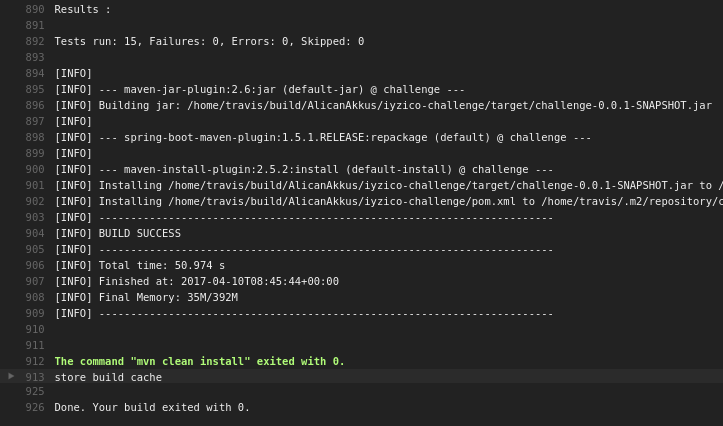 890 Results :
891
892 Tests run: 15, Failures: 0, Errors: 0, Skipped: 0
893
894 [INFO]
895 [INFO] --- maven-jar-plugin:2.6:jar (default-jar) @ challenge ---
896 [INFO] Building jar: /home/travis/build/AlicanAkkus/iyzico-challenge/target/challenge-0.0.1-SNAPSHOT.jar
897 [INFO]
898 [INFO] --- spring-boot-maven-plugin:1.5.1.RELEASE:repackage (default) @ challenge ---
899 [INFO]
900 [INFO] --- maven-install-plugin:2.5.2:install (default-install) @ challenge ---
901 [INFO] Installing /home/travis/build/AlicanAkkus/iyzico-challenge/target/challenge-0.0.1-SNAPSHOT.jar to /
902 [INFO] Installing /home/travis/build/AlicanAkkus/iyzico-challenge/pom.xml to /home/travis/.m2/repository/c
903 [INFO] ------------------------------------------------------------------------
904 [INFO] BUILD SUCCESS
905 [INFO] ------------------------------------------------------------------------
906 [INFO] Total time: 50.974 s
907 [INFO] Finished at: 2017-04-10T08:45:44+00:00
908 [INFO] Final Memory: 35M/392M
909 [INFO] ------------------------------------------------------------------------
910
911
912 The command "mvn clean install" exited with 0.
913 store build cache
925
926 Done. Your build exited with 0.